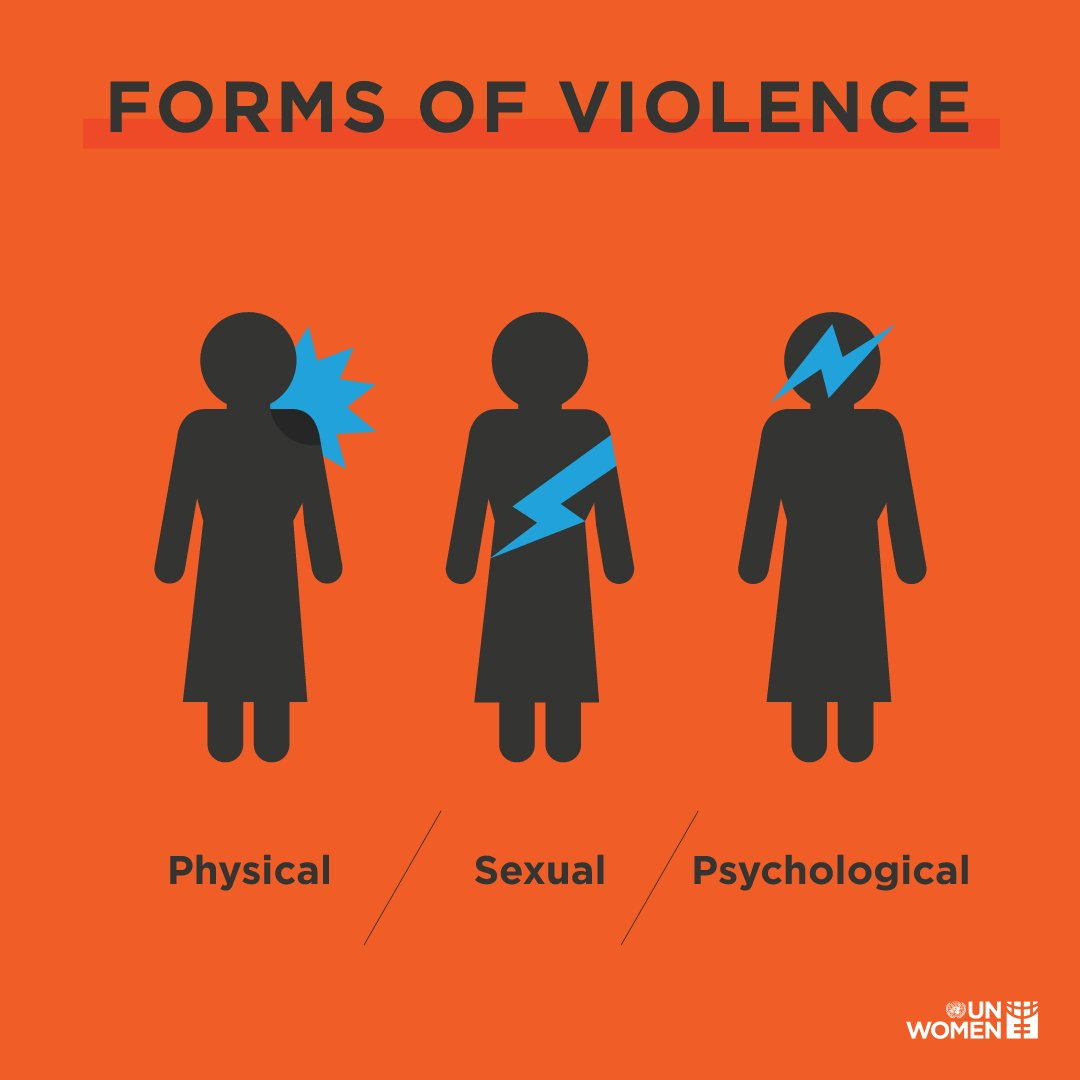 FORMS OF VIOLENCE
Physical
Sexual
Psychological
UN
WOMEN